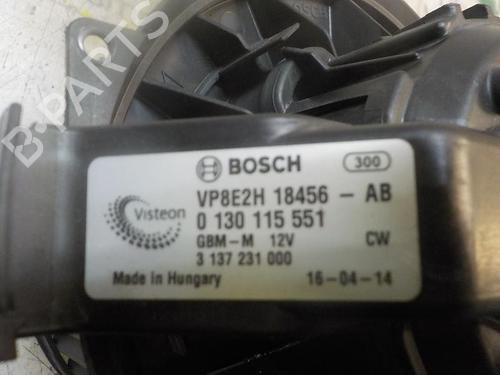 B-PARTS
BOSCH 300
Visteon
VP8E2H 18456 - AB
0 130 115 551
GBM-M 12V CW
3 137 231 000
Made in Hungary 16-04-14